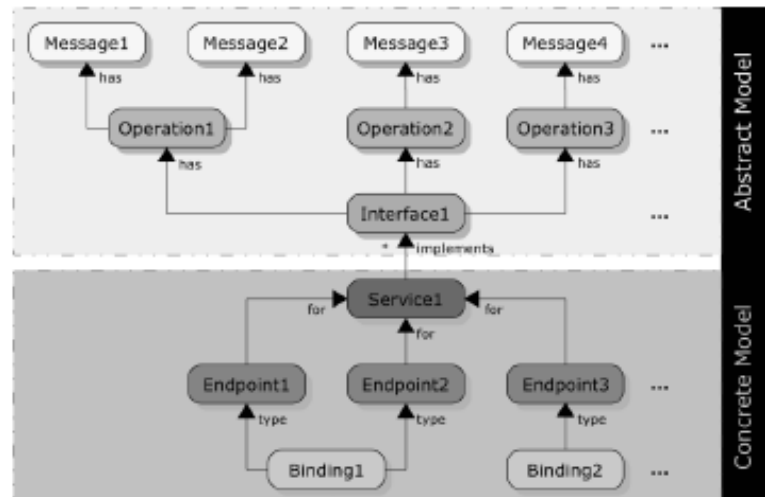 Message1 Message2 Message3 Message4 ...
has has has has
Operation1 Operation2 Operation3 ...
has has has
Interface1 ...
* implements
Abstract Model
Service1
for for for
Endpoint1 Endpoint2 Endpoint3 ...
type type type
Binding1 Binding2 ...
Concrete Model